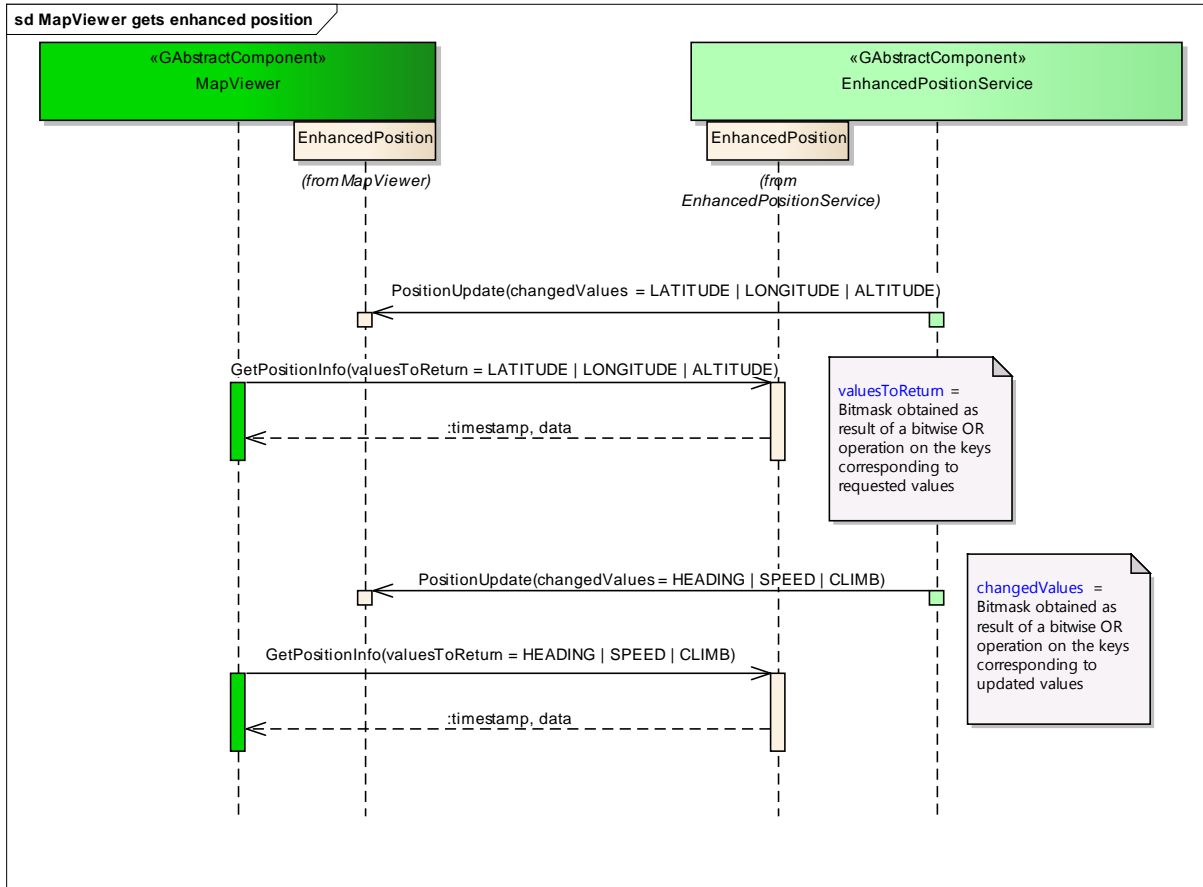 sd MapViewer gets enhanced position
«GAbstractComponent»
MapViewer
«GAbstractComponent»
EnhancedPositionService
EnhancedPosition
EnhancedPosition
(from MapViewer)
(from
EnhancedPositionService)
PositionUpdate(changedValues = LATITUDE | LONGITUDE | ALTITUDE)
GetPositionInfo(valuesToReturn = LATITUDE | LONGITUDE | ALTITUDE)
:timestamp, data
valuesToReturn =
Bitmask obtained as
result of a bitwise OR
operation on the keys
corresponding to
requested values
PositionUpdate(changedValues = HEADING | SPEED | CLIMB)
changedValues =
Bitmask obtained as
result of a bitwise OR
operation on the keys
corresponding to
updated values
GetPositionInfo(valuesToReturn = HEADING | SPEED | CLIMB)
:timestamp, data